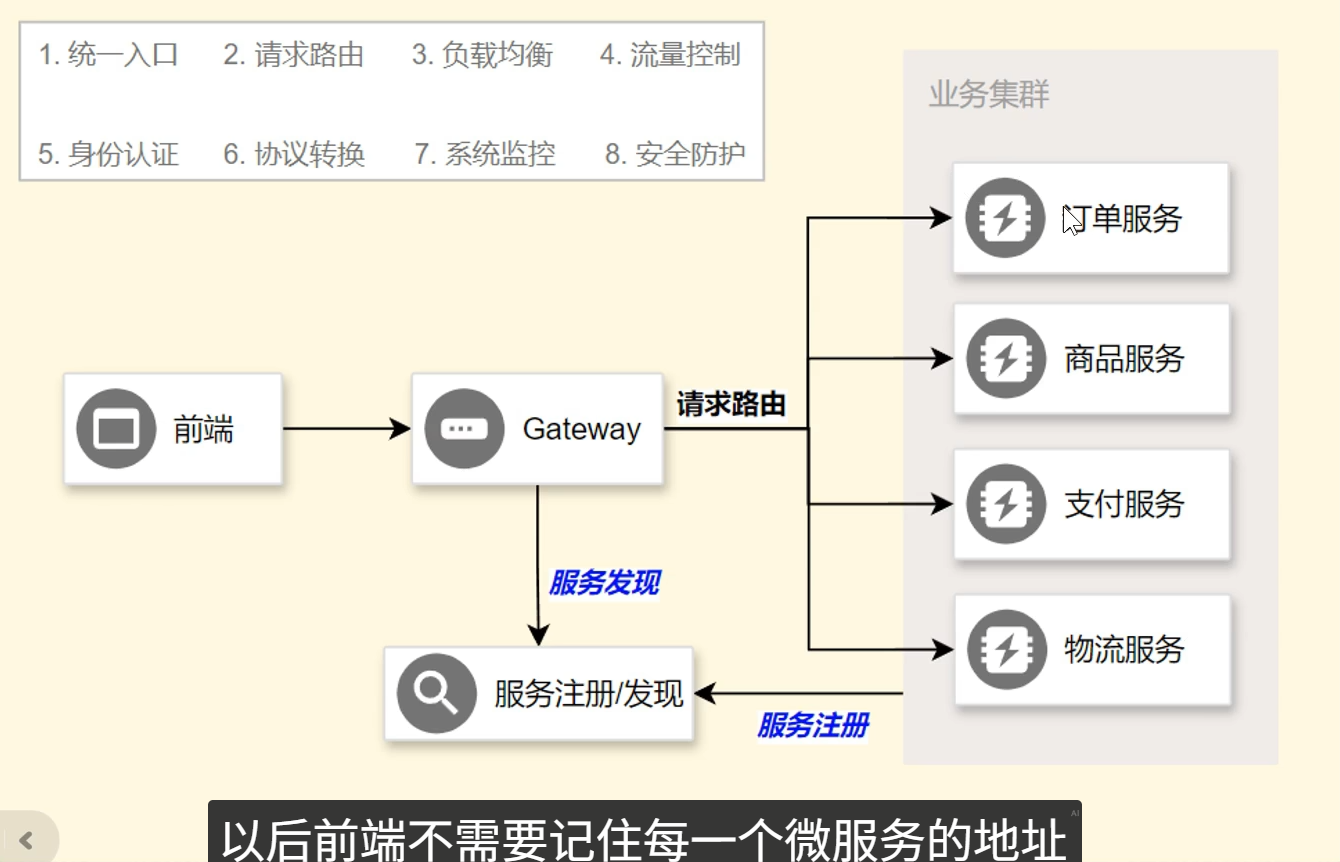 1. 统一入口 2. 请求路由 3. 负载均衡 4. 流量控制
5. 身份认证 6. 协议转换 7. 系统监控 8. 安全防护
业务集群
订单服务
商品服务
请求路由
前端
Gateway
支付服务
服务发现
物流服务
服务注册/发现
服务注册
AI
以后前端不需要记住每一个微服务的地址